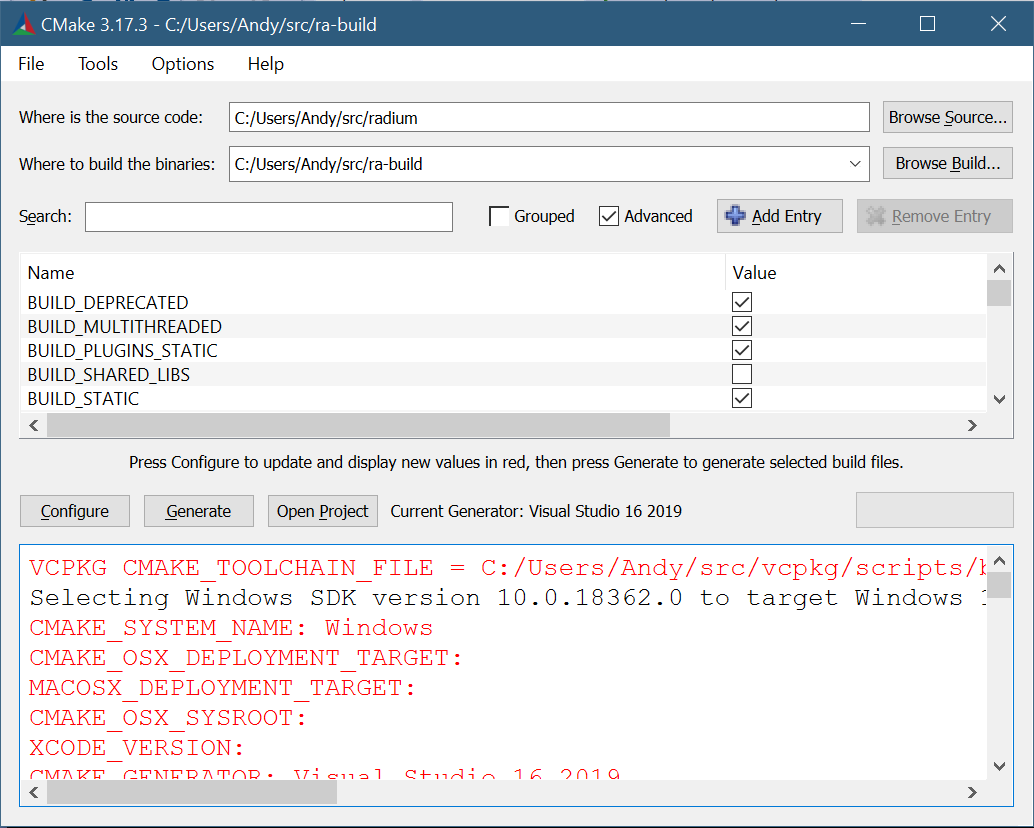 CMake 3.17.3 - C:/Users/Andy/src/ra-build
File Tools Options Help
Where is the source code: C:/Users/Andy/src/radium Browse Source...
Where to build the binaries: C:/Users/Andy/src/ra-build Browse Build...
Search: Grouped Advanced Add Entry Remove Entry
Name Value
BUILD_DEPRECATED
BUILD_MULTITHREADED
BUILD_PLUGINS_STATIC
BUILD_SHARED_LIBS
BUILD_STATIC
Press Configure to update and display new values in red, then press Generate to generate selected build files.
Configure Generate Open Project Current Generator: Visual Studio 16 2019
VCPKG CMAKE_TOOLCHAIN_FILE = C:/Users/Andy/src/vcpkg/scripts/
Selecting Windows SDK version 10.0.18362.0 to target Windows
CMAKE_SYSTEM_NAME: Windows
CMAKE_OSX_DEPLOYMENT_TARGET:
MACOSX_DEPLOYMENT_TARGET:
CMAKE_OSX_SYSROOT:
XCODE_VERSION:
CMAKE_GENERATOR: Visual Studio 16 2019